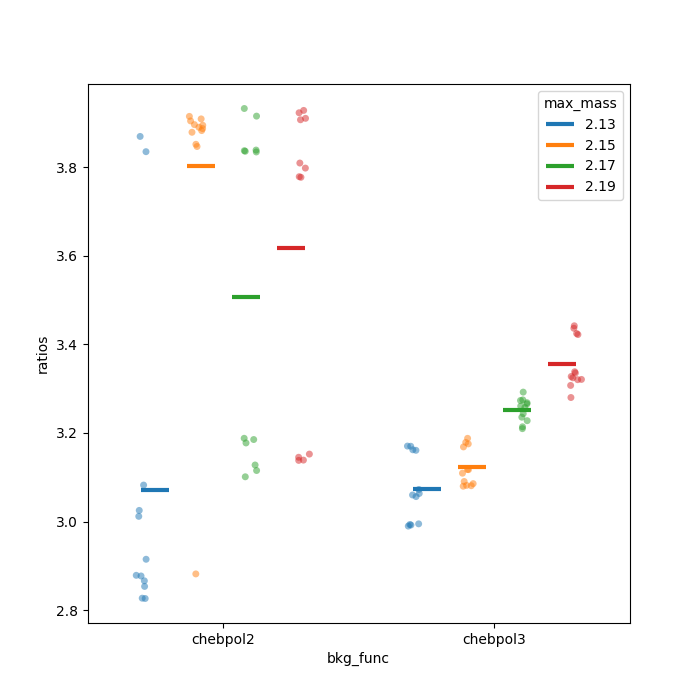 max_mass
2.13
2.15
2.17
2.19
3.8
3.6
3.4
3.2
3.0
2.8
ratios
chebpol2
chebpol3
bkg_func